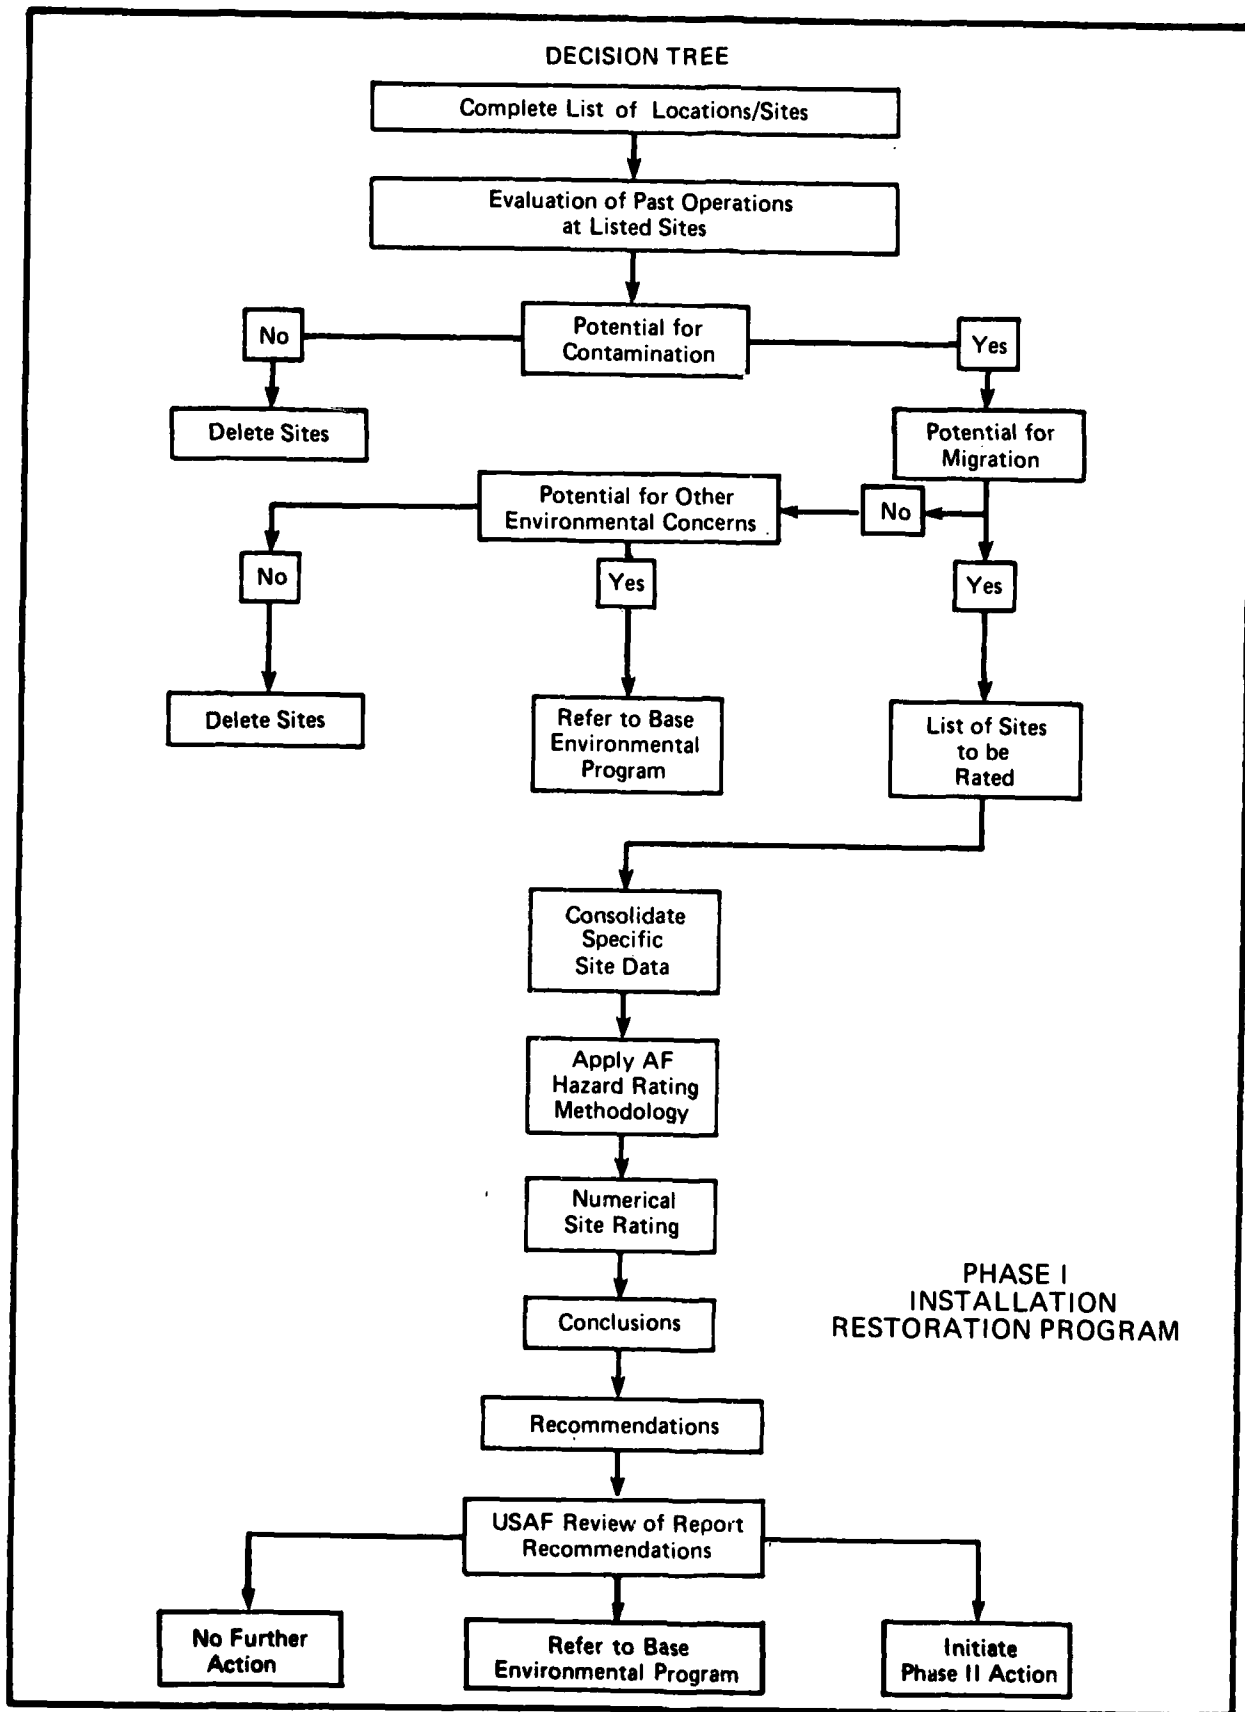 DECISION TREE
Complete List of Locations/Sites
Evaluation of Past Operations
at Listed Sites
No
Potential for
Contamination
Yes
Delete Sites
Potential for
Migration
Potential for Other
Environmental Concerns
No
No
Yes
Yes
Delete Sites
Refer to Base
Environmental
Program
List of Sites
to be
Rated
Consolidate
Specific
Site Data
Apply AF
Hazard Rating
Methodology
Numerical
Site Rating
Conclusions
PHASE I
INSTALLATION
RESTORATION PROGRAM
Recommendations
USAF Review of Report
Recommendations
No Further
Action
Refer to Base
Environmental Program
Initiate
Phase II Action